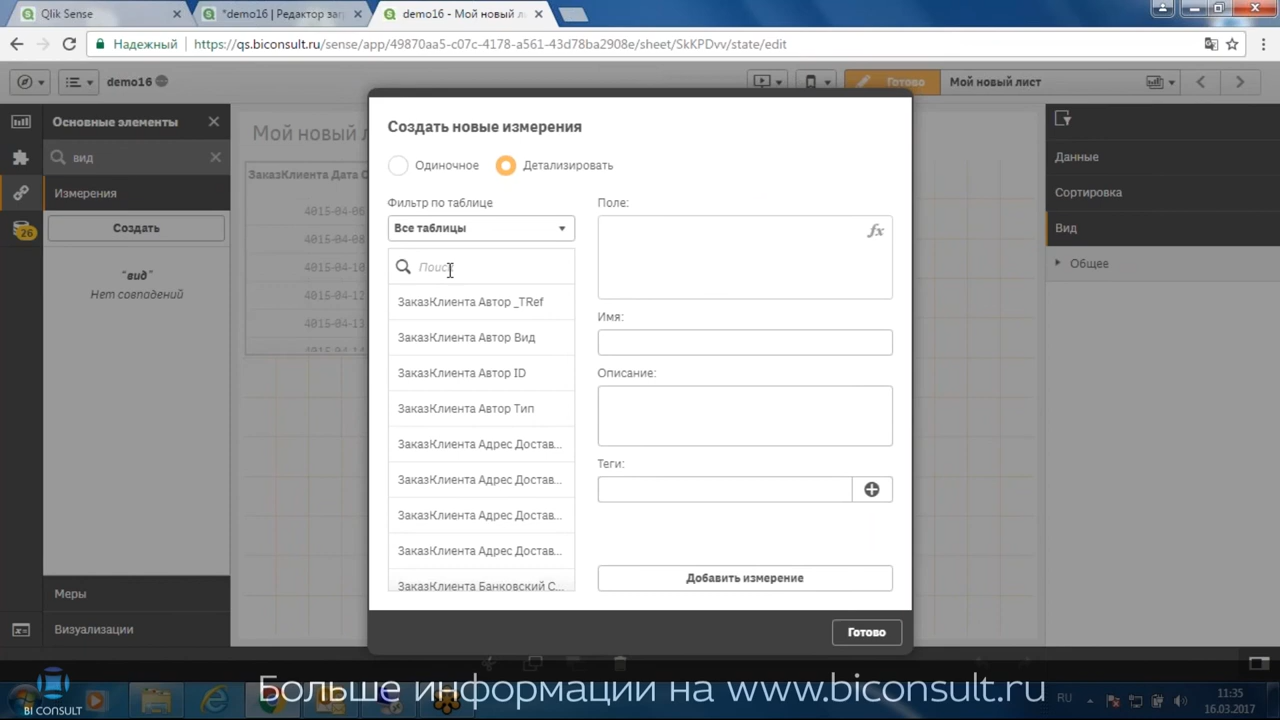 Qlik Sense
*demo16 | Редактор заг
demo16 - Мой новый л
Надежный
https://qs.biconsult.ru/sense/app/49870aa5-c07c-4178-a561-43d78ba2908e/sheet/SkKPDvv/state/edit
demo16
Готово
Мой новый лист
Основные элементы
вид
Измерения
Создать
"вид"
Нет совпадений
26
Меры
Визуализации
Мой новый л
ЗаказКлиента Дата С
4015-04-06
4015-04-08
4015-04-10
4015-04-12
4015-04-13
4015-04-14
Создать новые измерения
Одиночное
Детализировать
Фильтр по таблице
Все таблицы
Поиск
ЗаказКлиента Автор _TRef
ЗаказКлиента Автор Вид
ЗаказКлиента Автор ID
ЗаказКлиента Автор Тип
ЗаказКлиента Адрес Достав...
ЗаказКлиента Адрес Достав...
ЗаказКлиента Адрес Достав...
ЗаказКлиента Адрес Достав...
ЗаказКлиента Банковский С...
Поле:
fx
Имя:
Описание:
Теги:
Добавить измерение
Готово
Данные
Сортировка
Вид
Общее
Больше информации на www.biconsult.ru
BI CONSULT
RU
11:35
16.03.2017